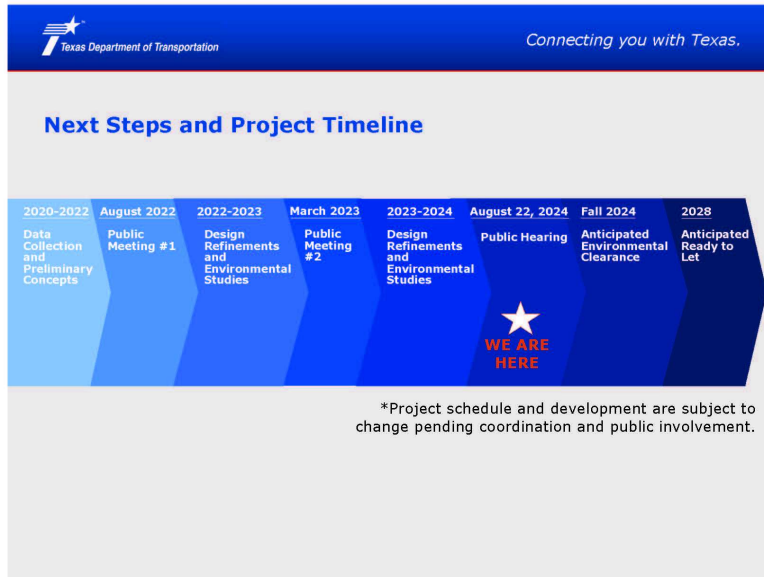 Texas Department of Transportation
Connecting you with Texas.
Next Steps and Project Timeline
2020-2022
Data
Collection
and
Preliminary
Concepts
August 2022
Public
Meeting #1
2022-2023
Design
Refinements
and
Environmental
Studies
March 2023
Public
Meeting
#2
2023-2024
Design
Refinements
and
Environmental
Studies
August 22, 2024
Public Hearing
WE ARE
HERE
Fall 2024
Anticipated
Environmental
Clearance
2028
Anticipated
Ready to
Let
*Project schedule and development are subject to
change pending coordination and public involvement.